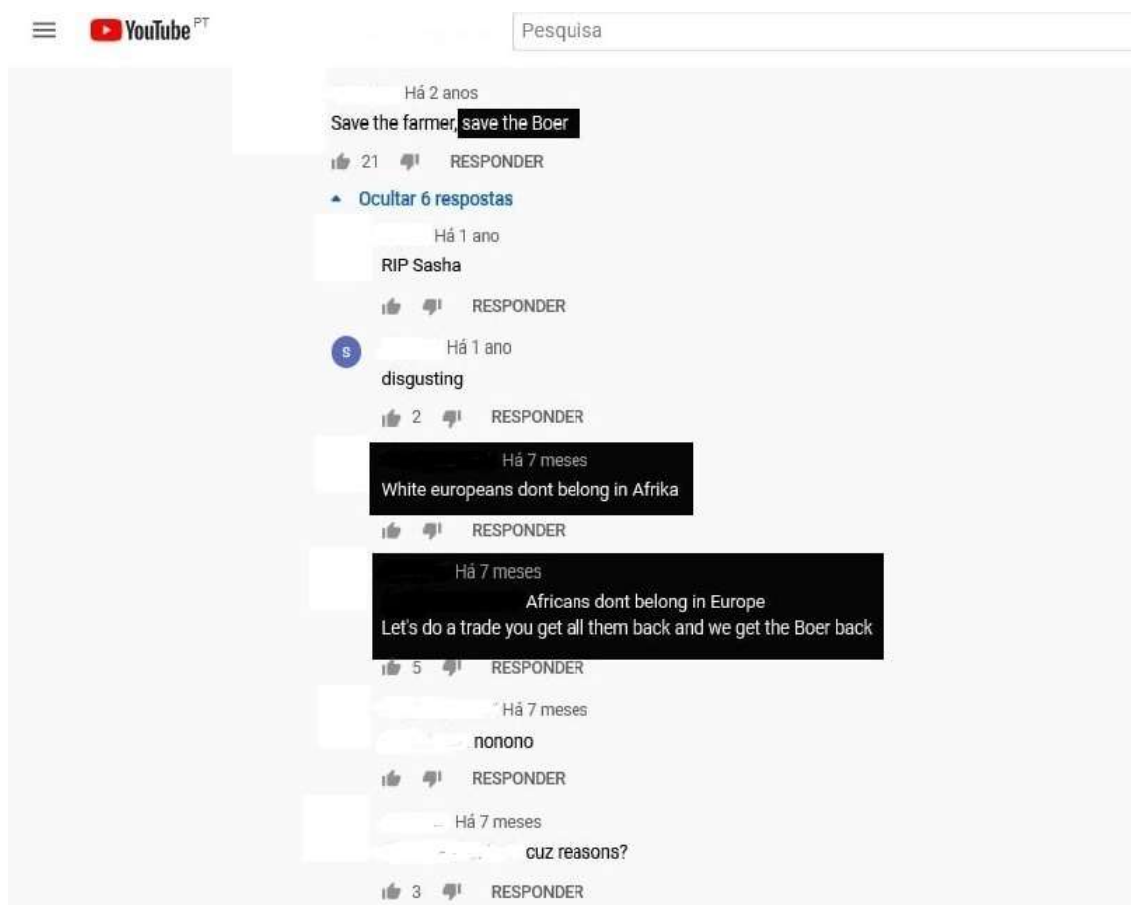 YouTube PT
Pesquisa
Há 2 anos
Save the farmer, save the Boer
21 RESPONDER
Ocultar 6 respostas
Há 1 ano
RIP Sasha
RESPONDER
S
Há 1 ano
disgusting
2 RESPONDER
Há 7 meses
White europeans dont belong in Afrika
RESPONDER
Há 7 meses
Africans dont belong in Europe
Let's do a trade you get all them back and we get the Boer back
5 RESPONDER
Há 7 meses
nonono
RESPONDER
Há 7 meses
cuz reasons?
3 RESPONDER